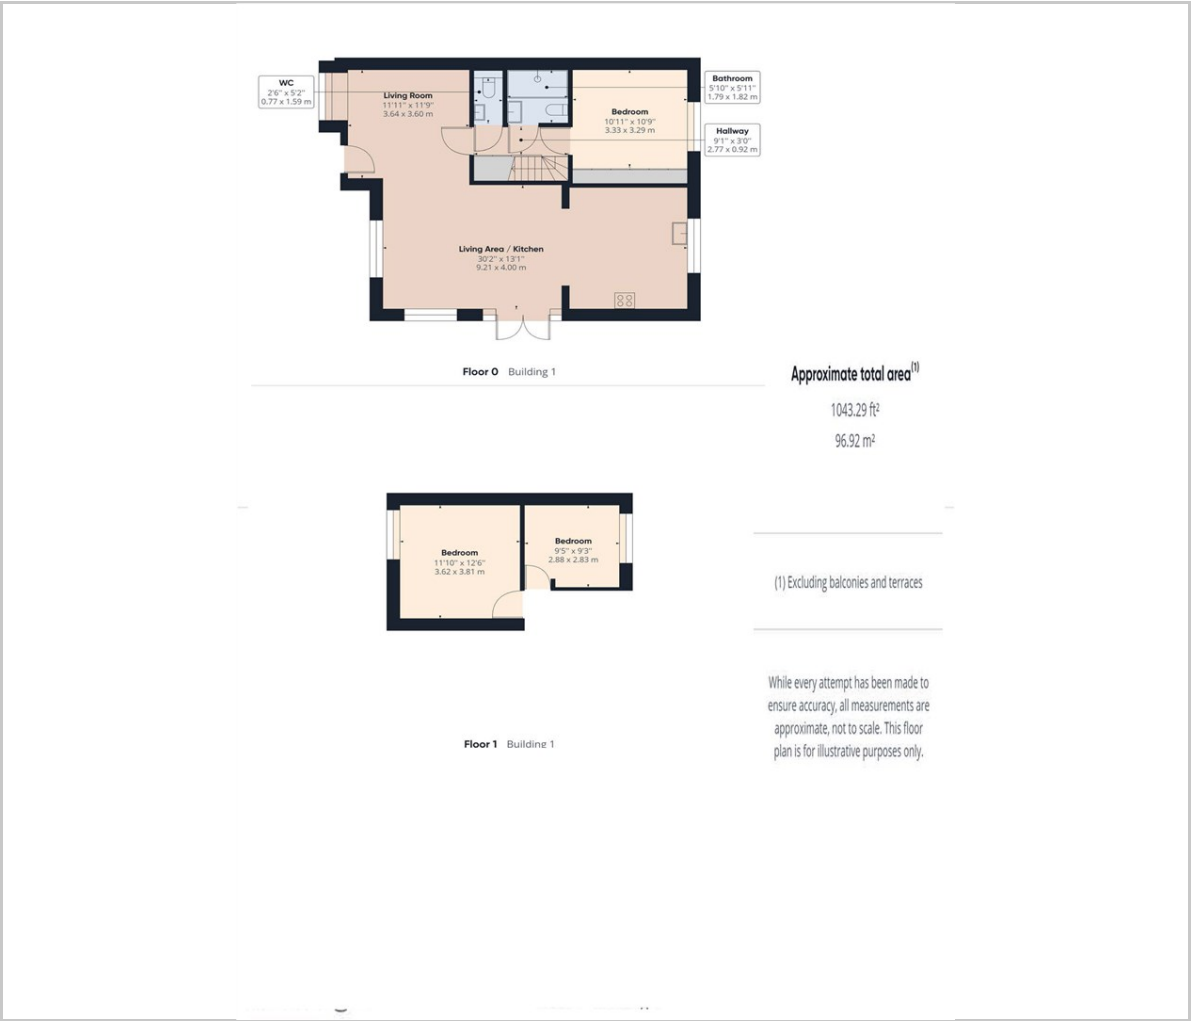 WC
2'6" x 5'2"
0.77 x 1.59 m
Living Room
11'11" x 11'9"
3.64 x 3.60 m
Bedroom
10'11" x 10'9"
3.33 x 3.29 m
Bathroom
5'10" x 5'11"
1.79 x 1.82 m
Hallway
9'1" x 3'0"
2.77 x 0.92 m
Living Area / Kitchen
30'2" x 13'1"
9.21 x 4.00 m
Floor 0 Building 1
Approximate total area(1)
1043.29 ft²
96.92 m²
Bedroom
11'10" x 12'6"
3.62 x 3.81 m
Bedroom
9'5" x 9'3"
2.88 x 2.83 m
Floor 1 Building 1
(1) Excluding balconies and terraces
While every attempt has been made to
ensure accuracy, all measurements are
approximate, not to scale. This floor
plan is for illustrative purposes only.